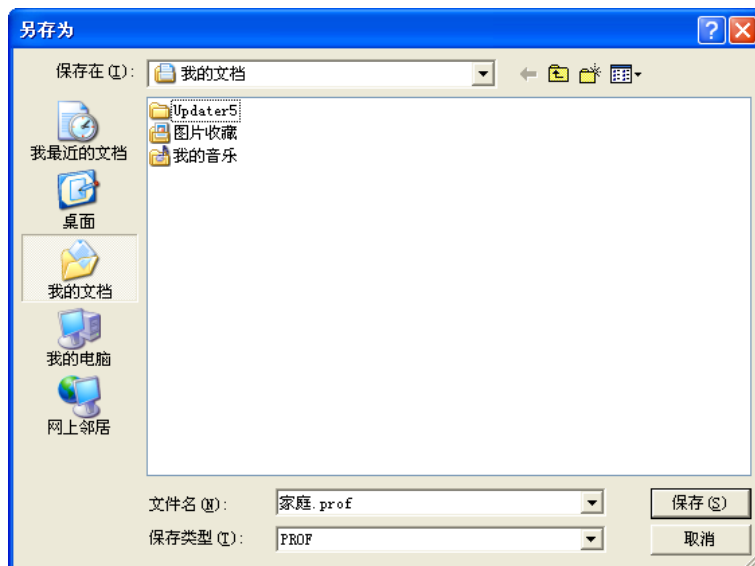 另存为
保存在(I):
我的文档
Updater5
图片收藏
我的音乐
我最近的文档
桌面
我的文档
我的电脑
网上邻居
文件名(N):
家庭.prof
保存(S)
保存类型(T):
PROF
取消